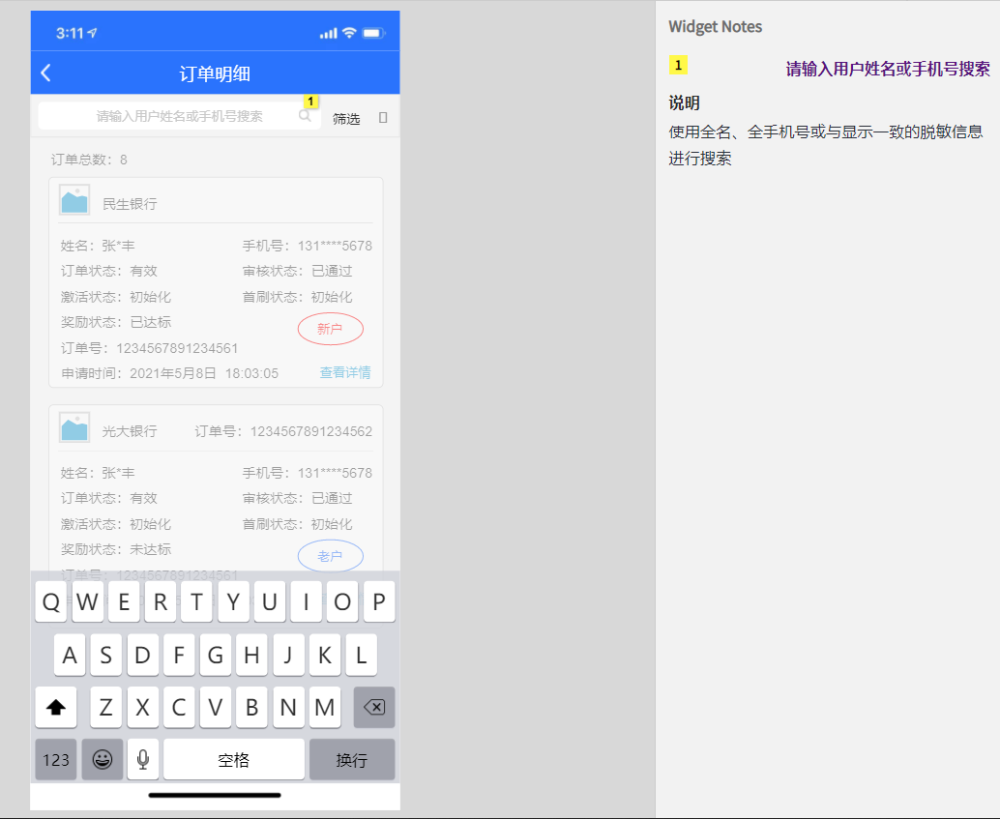 3:11
订单明细
请输入用户姓名或手机号搜索
1
筛选
订单总数：8
民生银行
姓名：张*丰 手机号：131****5678
订单状态：有效 审核状态：已通过
激活状态：初始化 首刷状态：初始化
奖励状态：已达标
新户
订单号：1234567891234561
申请时间：2021年5月8日 18:03:05 查看详情
光大银行 订单号：1234567891234562
姓名：张*丰 手机号：131****5678
订单状态：有效 审核状态：已通过
激活状态：初始化 首刷状态：初始化
奖励状态：未达标
老户
订单号：1234567891234561
Q W E R T Y U I O P
A S D F G H J K L
Z X C V B N M
123 空格 换行
Widget Notes
1 请输入用户姓名或手机号搜索
说明
使用全名、全手机号或与显示一致的脱敏信息
进行搜索